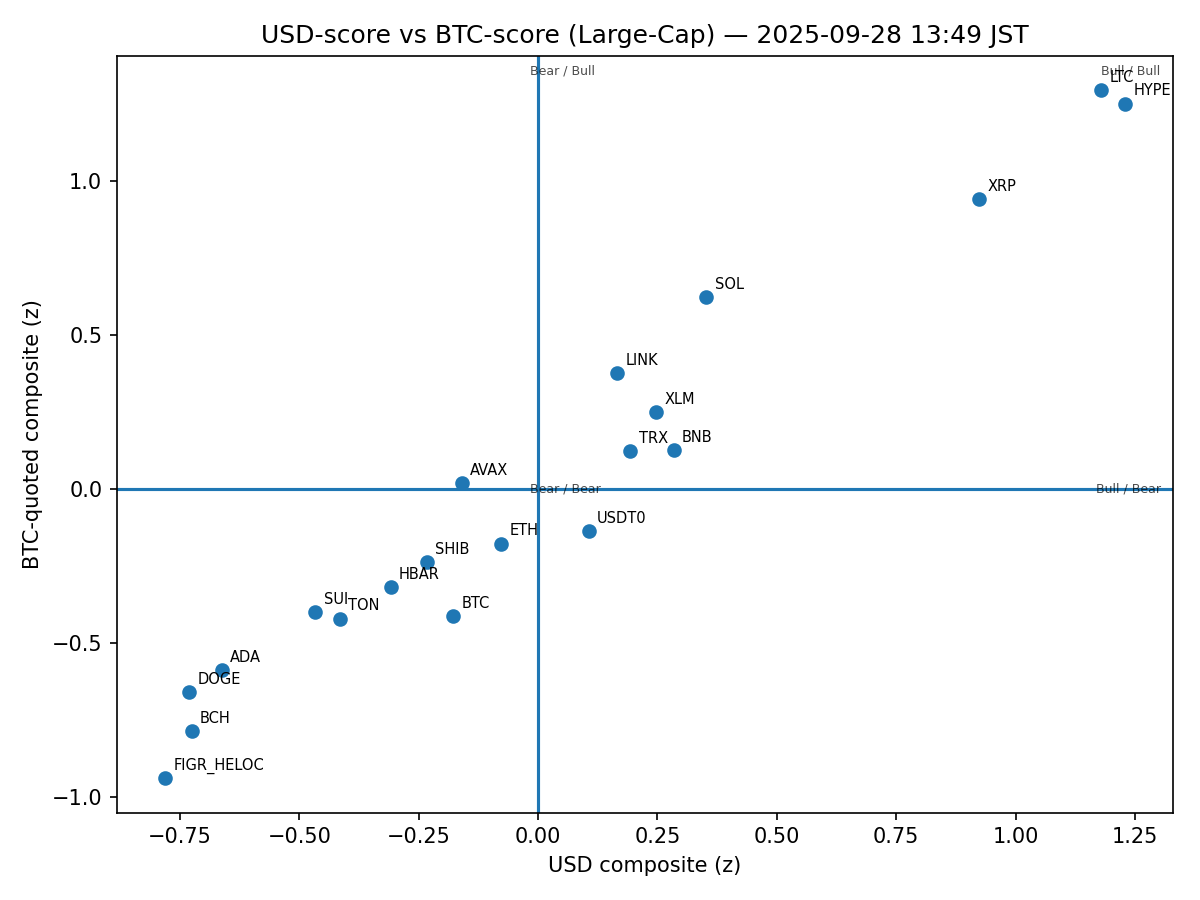 USD-score vs BTC-score (Large-Cap) — 2025-09-28 13:49 JST
Bear / Bull
Bull / Bull
LTC
HYPE
1.0
XRP
SOL
0.5
LINK
XLM
TRX
BNB
AVAX
0.0
Bear / Bear
Bull / Bear
USDT0
ETH
SHIB
HBAR
SUI
TON
BTC
−0.5
ADA
DOGE
BCH
FIGR_HELOC
−1.0
BTC-quoted composite (z)
−0.75
−0.50
−0.25
0.00
0.25
0.50
0.75
1.00
1.25
USD composite (z)